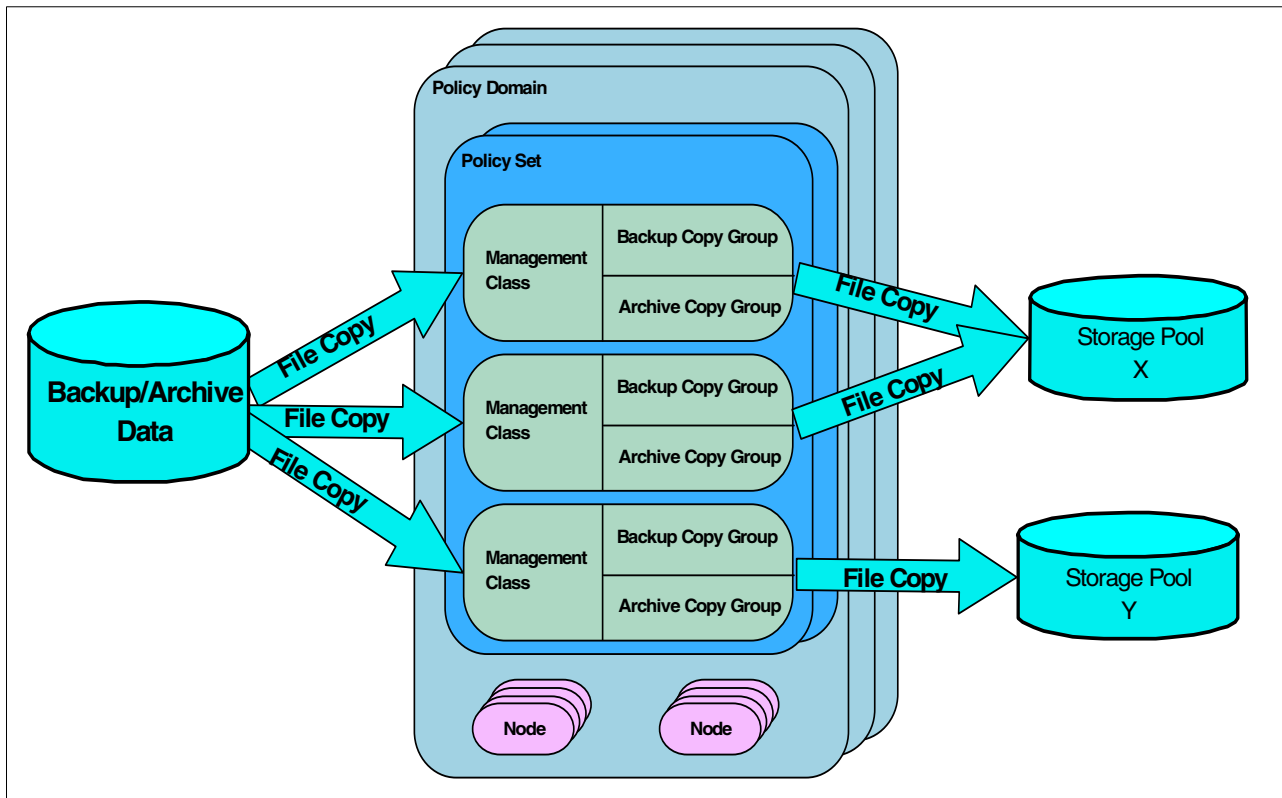 Policy Domain
Policy Set
Management
Class
Backup Copy Group
Archive Copy Group
File Copy
File Copy
Storage Pool
X
Backup/Archive
Data
File Copy
Management
Class
Backup Copy Group
Archive Copy Group
File Copy
File Copy
Management
Class
Backup Copy Group
Archive Copy Group
File Copy
Storage Pool
Y
Node
Node